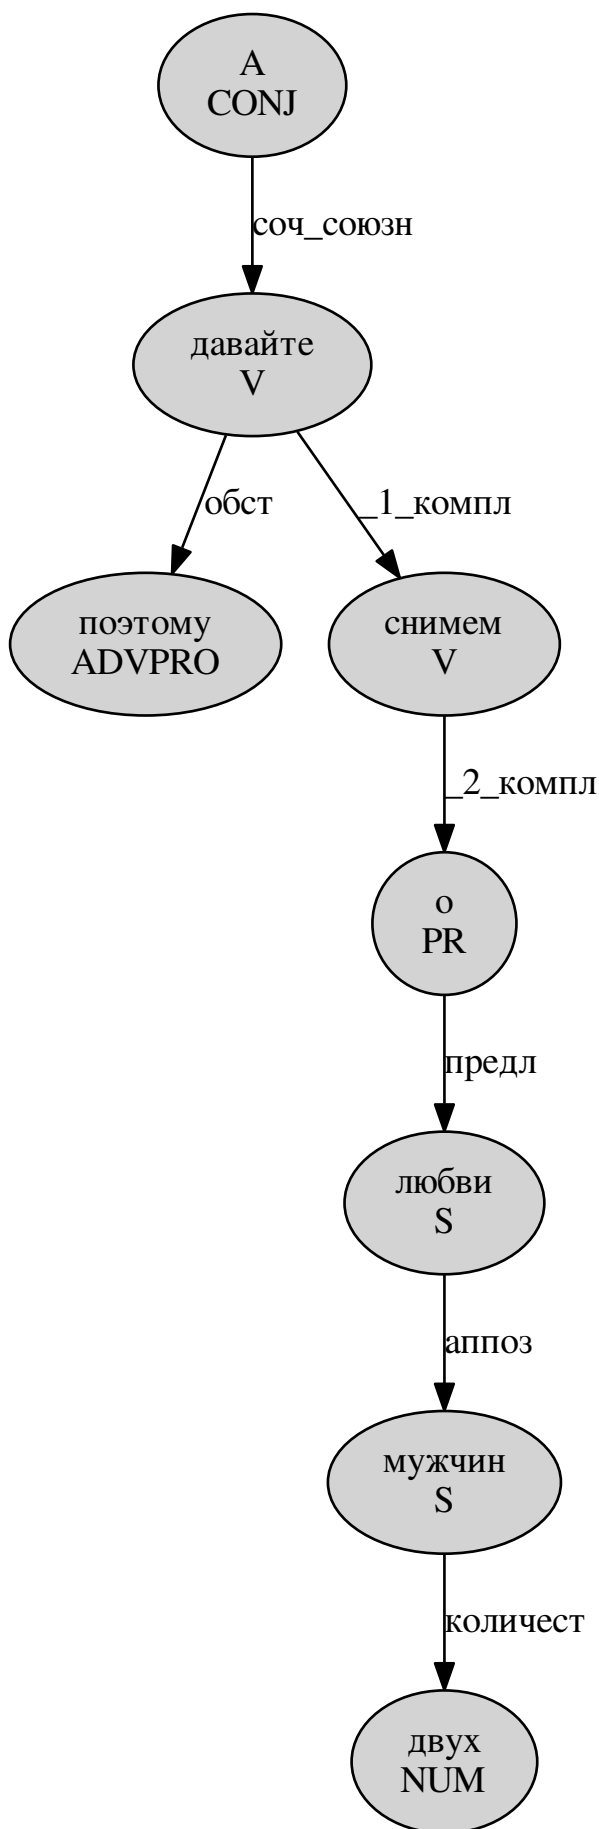 А
CONJ
соч_союзн
давайте
V
обст
_1_компл
поэтому
ADVPRO
снимем
V
_2_компл
о
PR
предл
любви
S
аппоз
мужчин
S
количест
двух
NUM